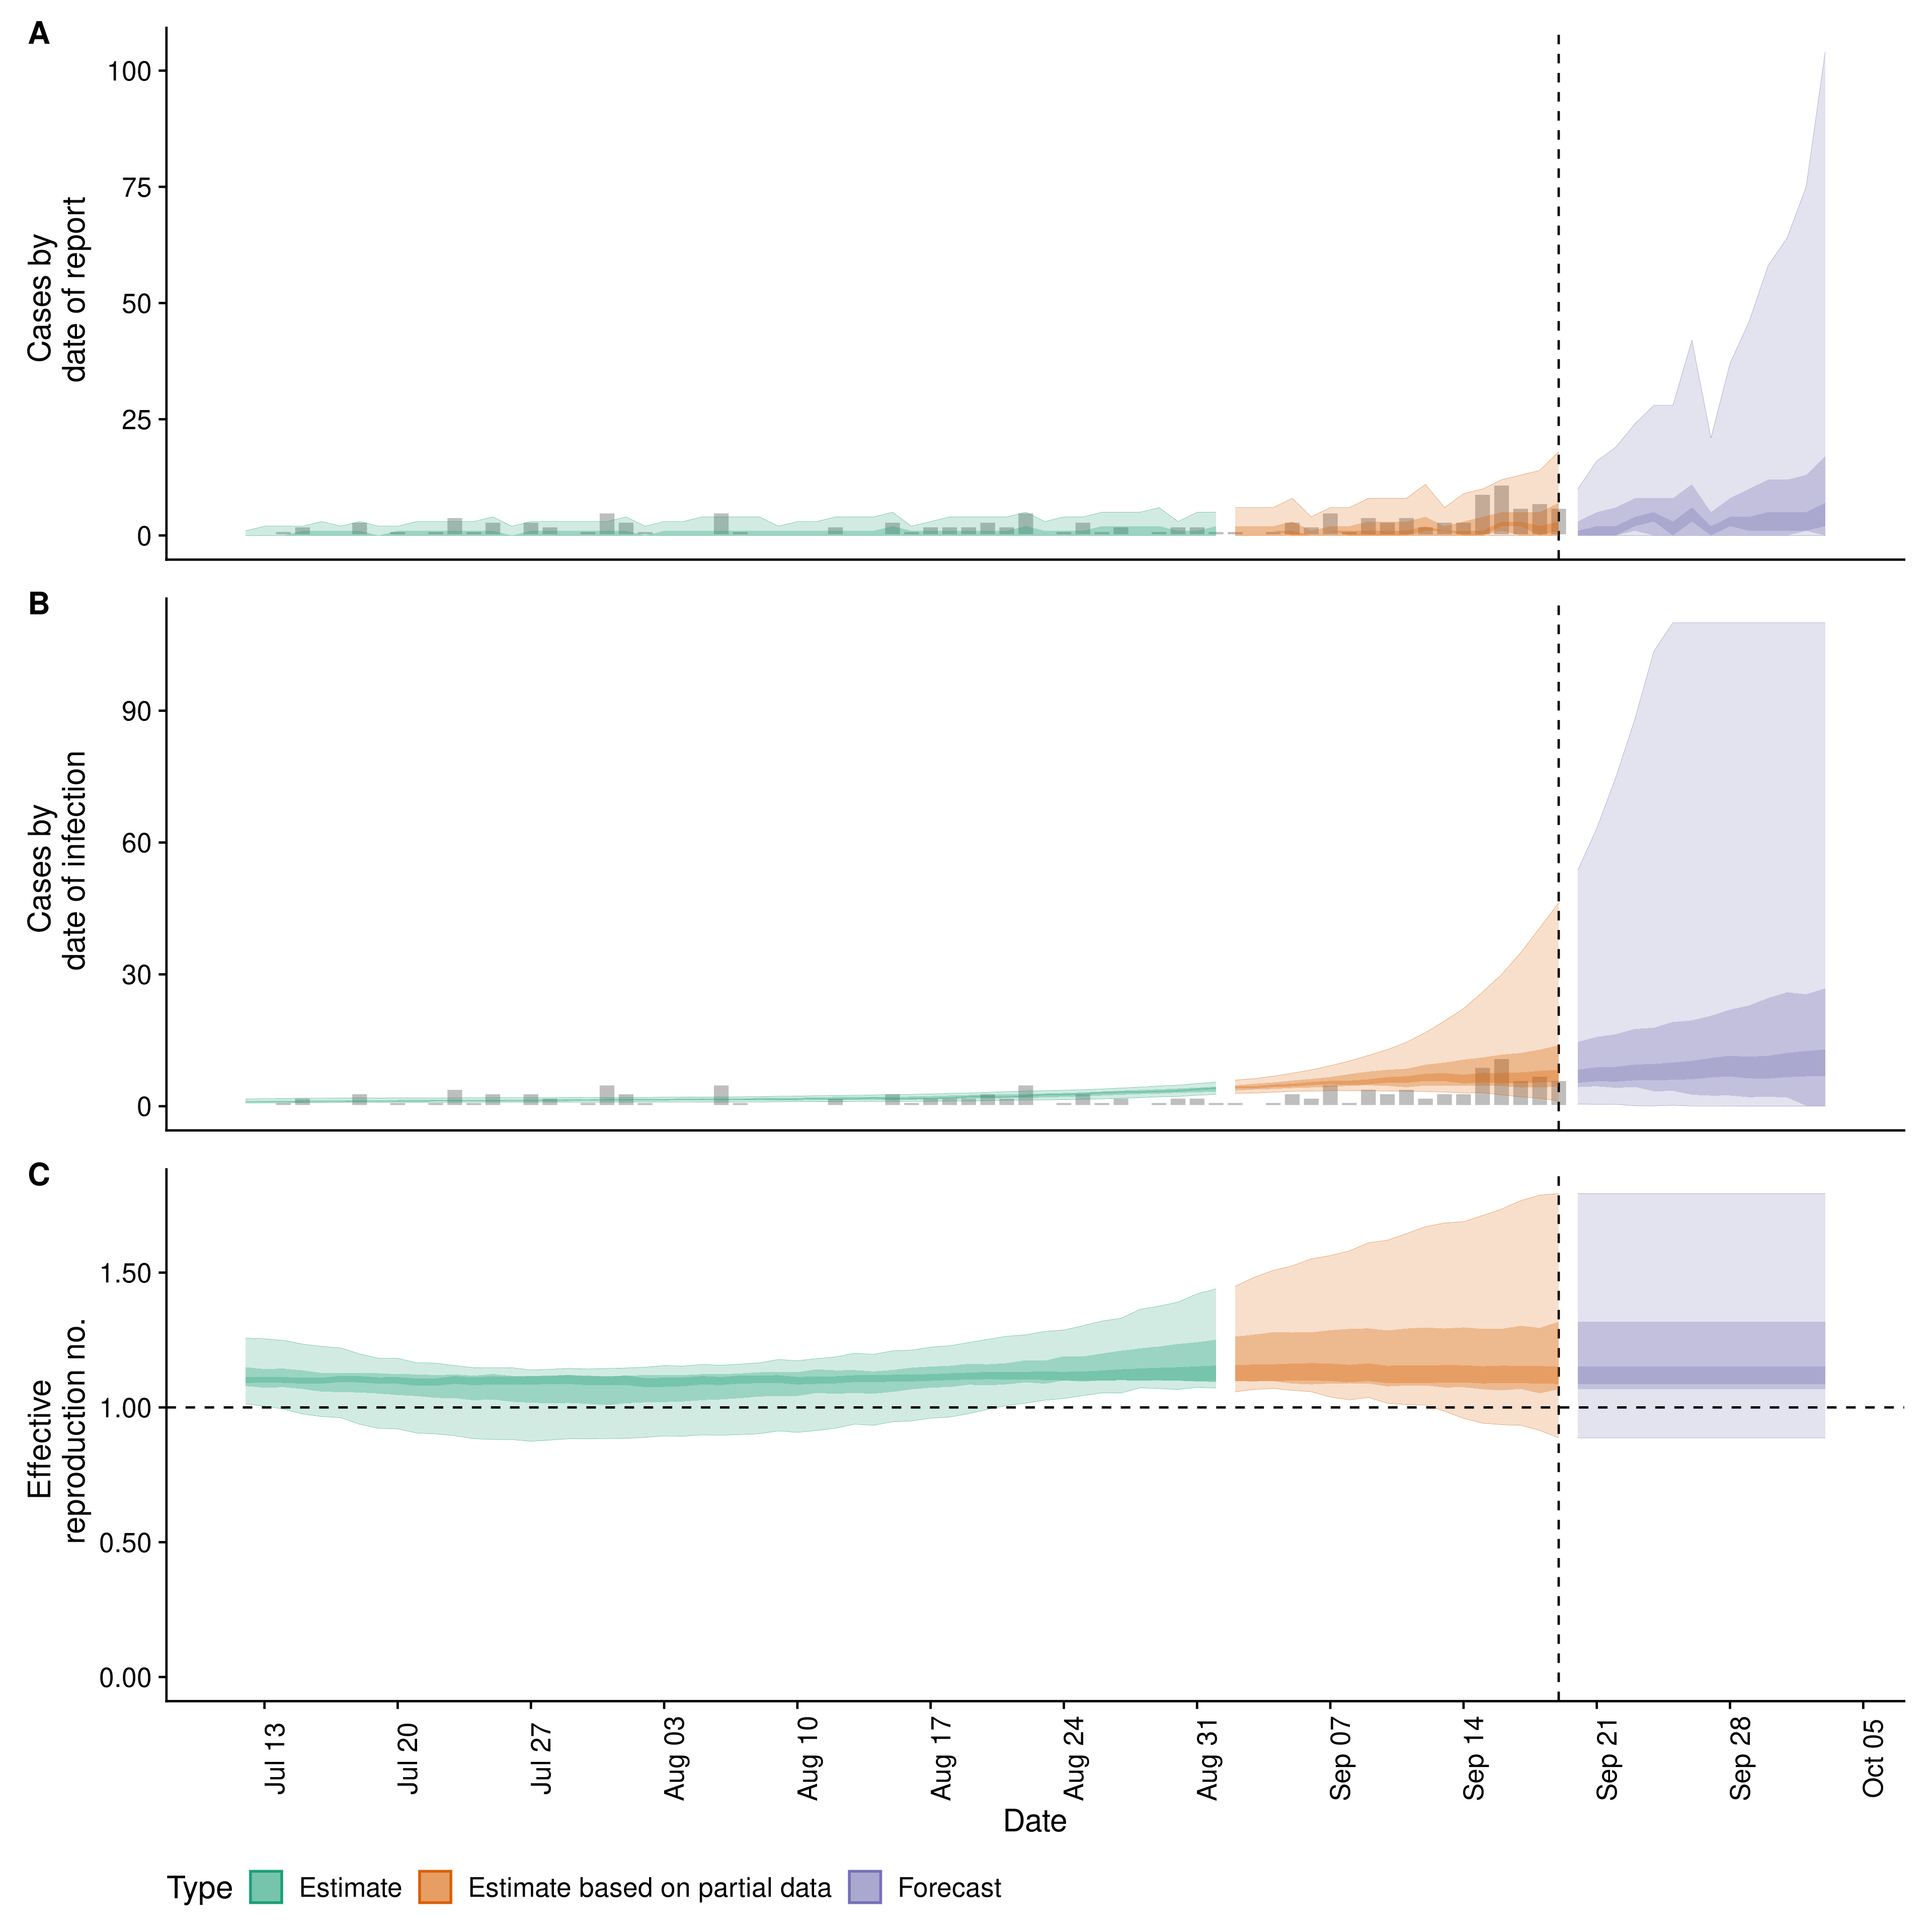 A
Cases by
date of report
100
75
50
25
0
B
Cases by
date of infection
90
60
30
0
C
Effective
reproduction no.
1.50
1.00
0.50
0.00
Jul 13
Jul 20
Jul 27
Aug 03
Aug 10
Aug 17
Aug 24
Aug 31
Sep 07
Sep 14
Sep 21
Sep 28
Oct 05
Date
Type Estimate Estimate based on partial data Forecast